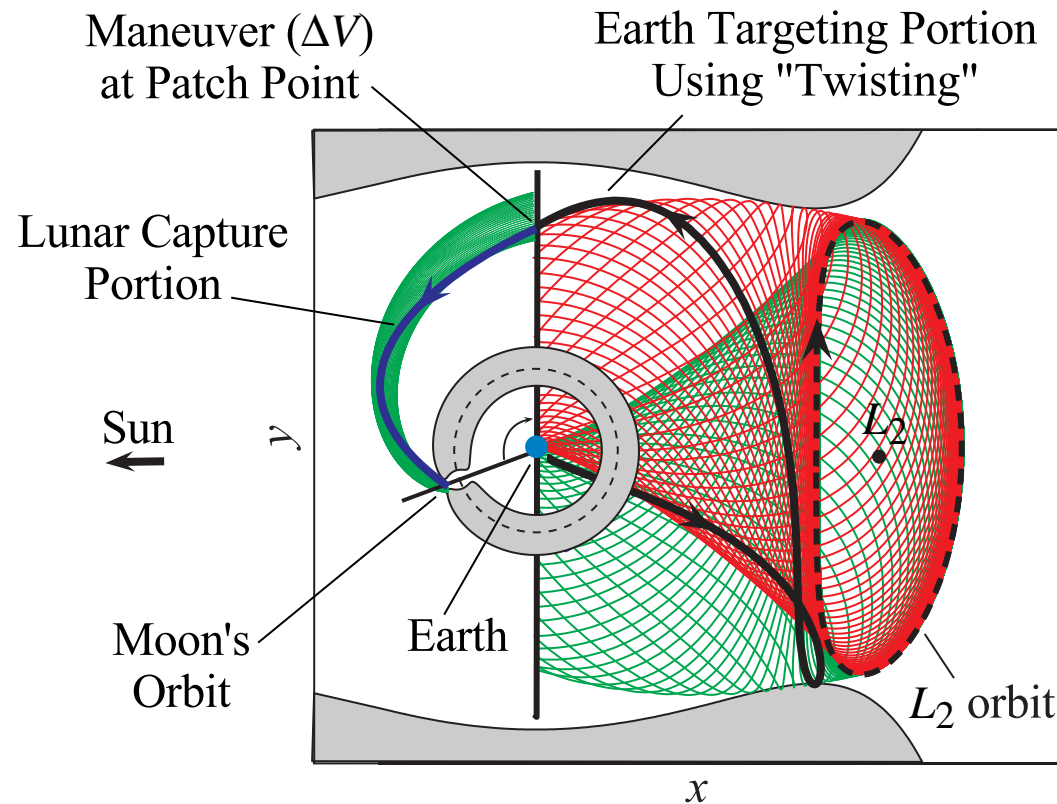 Maneuver (ΔV)
at Patch Point
Earth Targeting Portion
Using "Twisting"
Lunar Capture
Portion
Sun
y
L2
Moon's
Orbit
Earth
L2 orbit
x